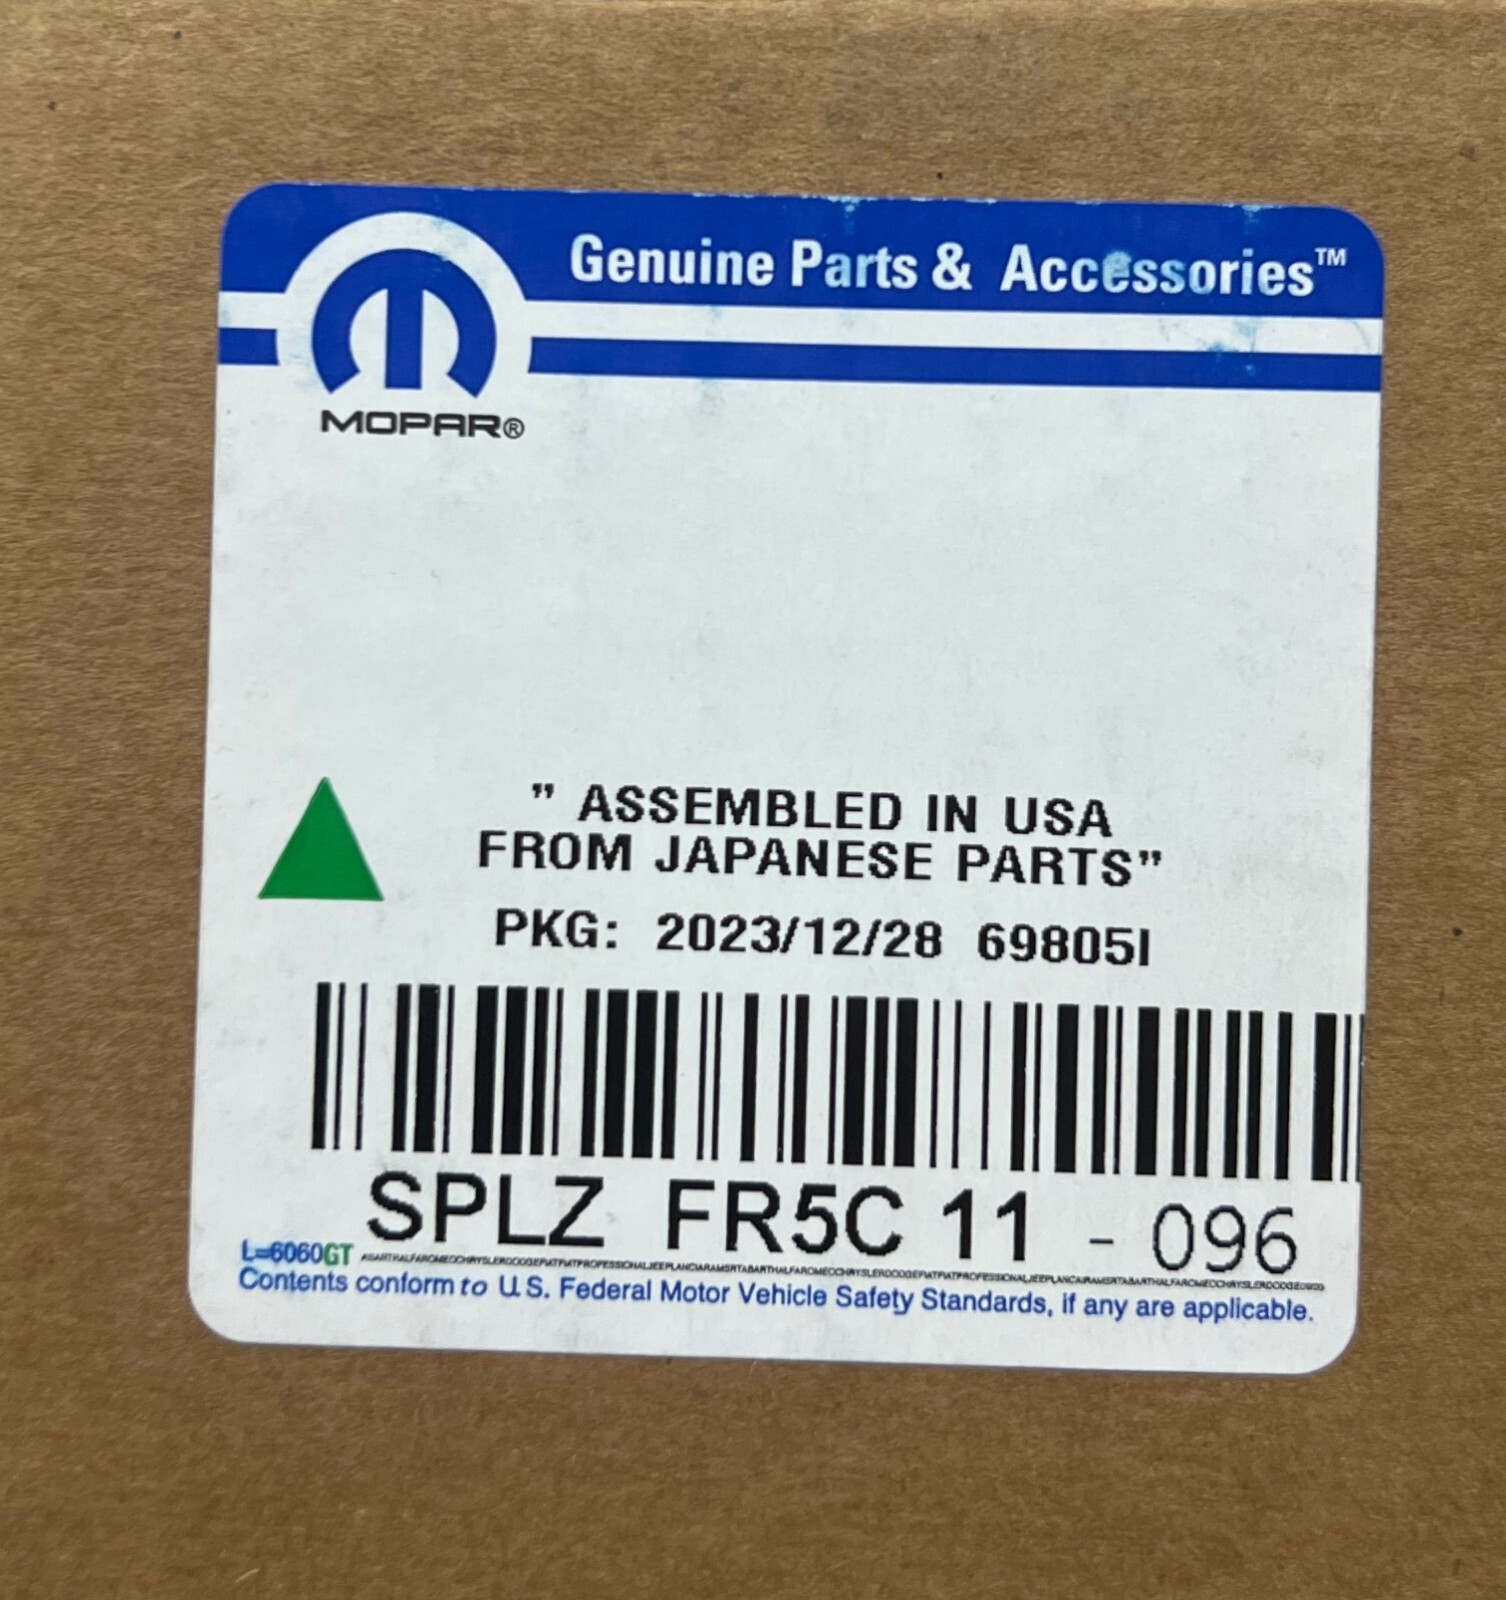 Genuine Parts & Accessories™
MOPAR®
" ASSEMBLED IN USA
FROM JAPANESE PARTS"
PKG: 2023/12/28 69805I
SPLZ FR5C 11 - 096
L=6060GT
Contents conform to U.S. Federal Motor Vehicle Safety Standards, if any are applicable.